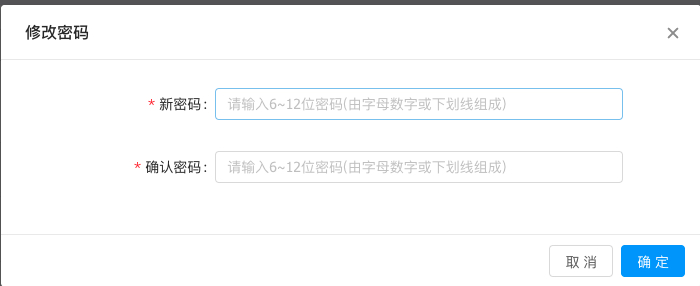 修改密码
* 新密码: 请输入6~12位密码(由字母数字或下划线组成)
* 确认密码: 请输入6~12位密码(由字母数字或下划线组成)
取 消 确 定